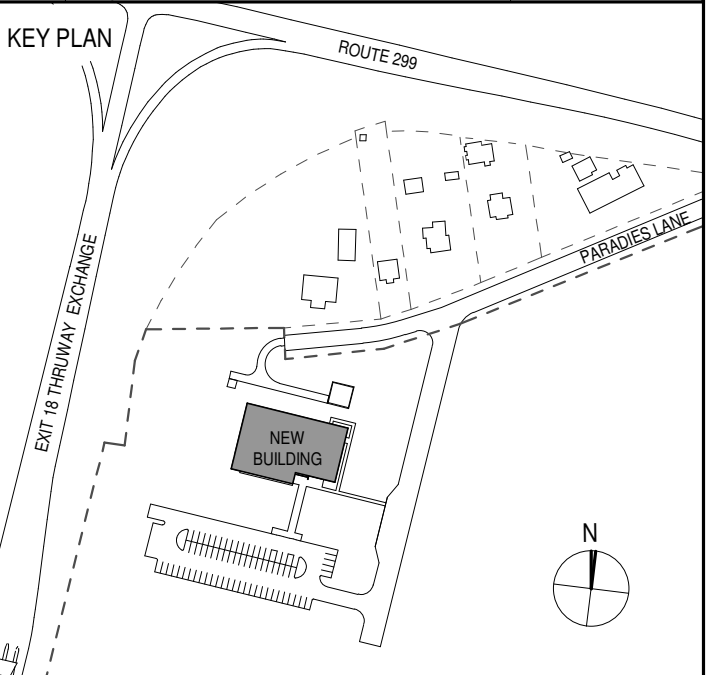 KEY PLAN
ROUTE 299
PARADIES LANE
EXIT 18 THRUWAY EXCHANGE
NEW
BUILDING
N